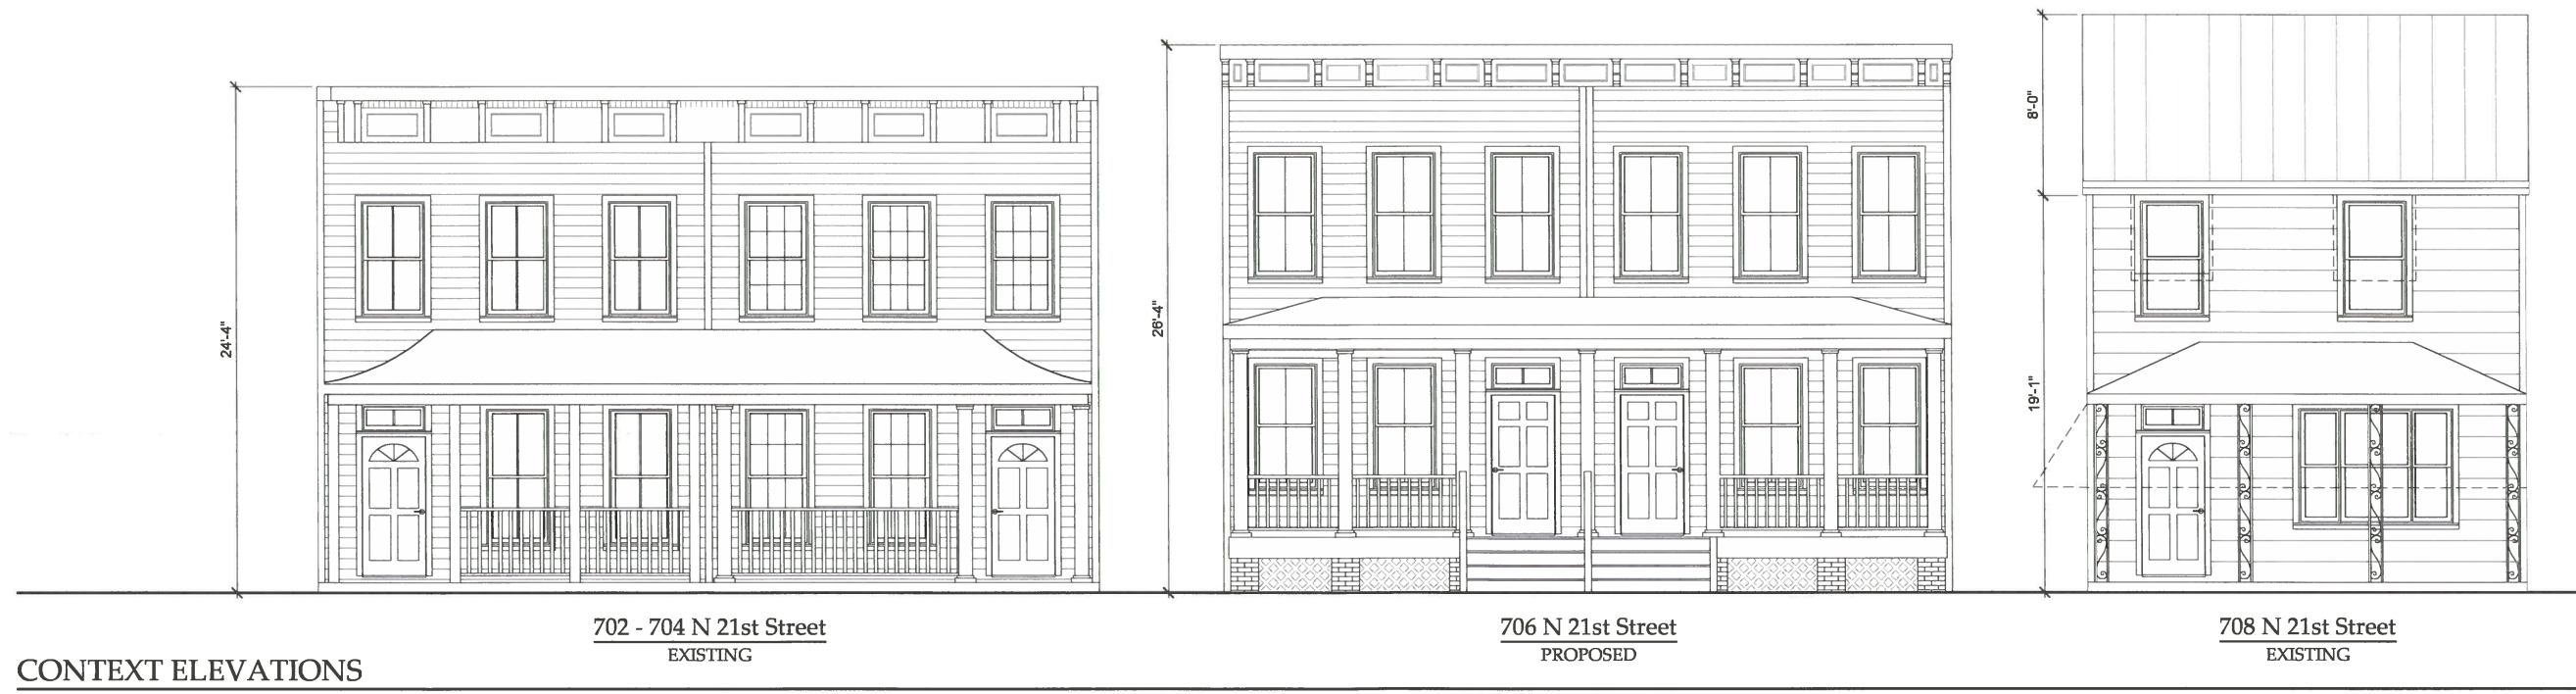 24'-4"
26'-4"
8'-0"
19'-1"
702 - 704 N 21st Street
EXISTING
706 N 21st Street
PROPOSED
708 N 21st Street
EXISTING
CONTEXT ELEVATIONS